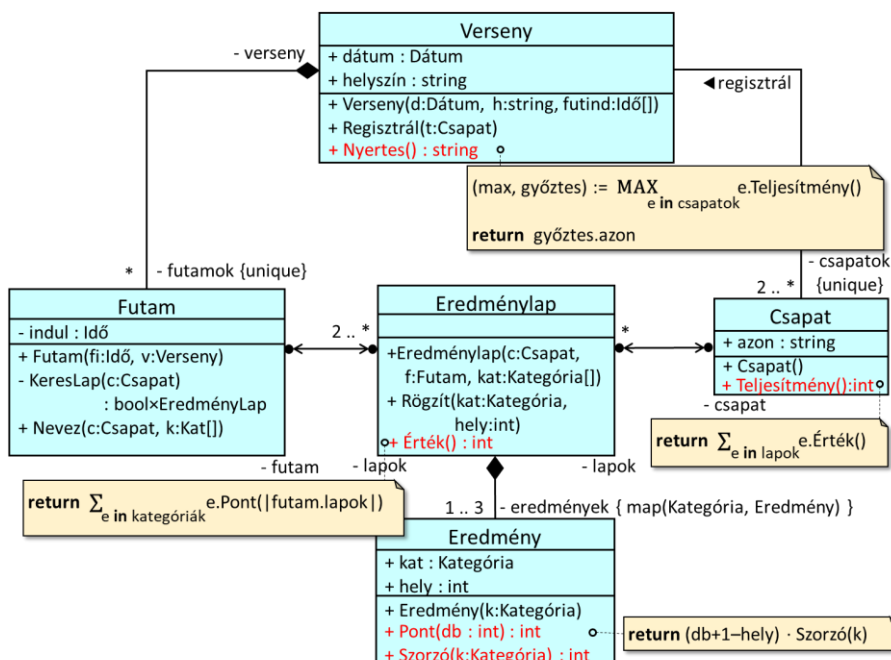 Verseny
- verseny
+ dátum : Dátum
+ helyszín : string
+ Verseny(d:Dátum, h:string, futind:Idő[])
+ Regisztrál(t:Csapat)
+ Nyertes() : string
◄regisztrál
(max, győztes) := MAX e in csapatok e.Teljesítmény()
return győztes.azon
* - futamok {unique}
- csapatok
2 .. * {unique}
Futam
- indul : Idő
+ Futam(fi:Idő, v:Verseny)
- KeresLap(c:Csapat)
: bool×EredményLap
+ Nevez(c:Csapat, k:Kat[])
2 .. *
Eredménylap
+Eredménylap(c:Csapat,
f:Futam, kat:Kategória[])
+ Rögzít(kat:Kategória,
hely:int)
+ Érték() : int
*
Csapat
+ azon : string
+ Csapat()
+ Teljesítmény():int
- csapat
return ∑ e in lapok e.Érték()
- futam
- lapok
- lapok
return ∑ e in kategóriák e.Pont(|futam.lapok|)
1 .. 3 - eredmények { map(Kategória, Eredmény) }
Eredmény
+ kat : Kategória
+ hely : int
+ Eredmény(k:Kategória)
+ Pont(db : int) : int
+ Szorzó(k:Kategória) : int
return (db+1–hely) · Szorzó(k)